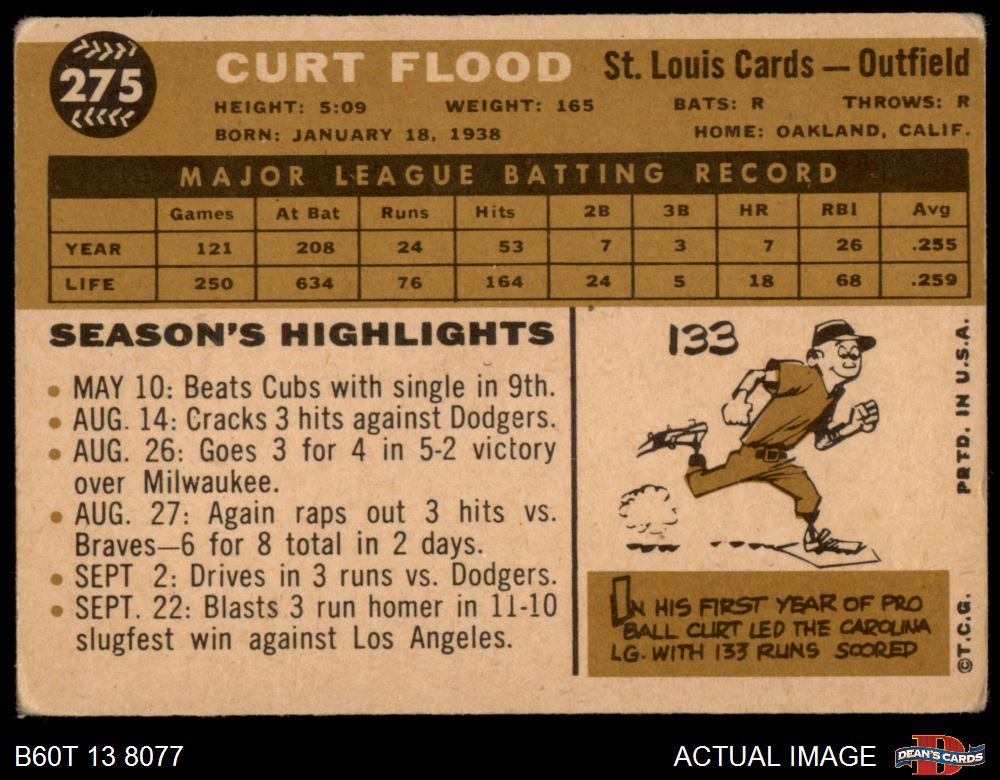 275
CURT FLOOD St. Louis Cards — Outfield
HEIGHT: 5:09 WEIGHT: 165 BATS: R THROWS: R
BORN: JANUARY 18, 1938 HOME: OAKLAND, CALIF.
MAJOR LEAGUE BATTING RECORD
Games At Bat Runs Hits 2B 3B HR RBI Avg
YEAR 121 208 24 53 7 3 7 26 .255
LIFE 250 634 76 164 24 5 18 68 .259
SEASON'S HIGHLIGHTS
• MAY 10: Beats Cubs with single in 9th.
• AUG. 14: Cracks 3 hits against Dodgers.
• AUG. 26: Goes 3 for 4 in 5-2 victory
over Milwaukee.
• AUG. 27: Again raps out 3 hits vs.
Braves—6 for 8 total in 2 days.
• SEPT 2: Drives in 3 runs vs. Dodgers.
• SEPT. 22: Blasts 3 run homer in 11-10
slugfest win against Los Angeles.
133
IN HIS FIRST YEAR OF PRO
BALL CURT LED THE CAROLINA
LG. WITH 133 RUNS SCORED
©T.C.G. PRTD. IN U.S.A.
B60T 13 8077 ACTUAL IMAGE
D
DEAN'S CARDS